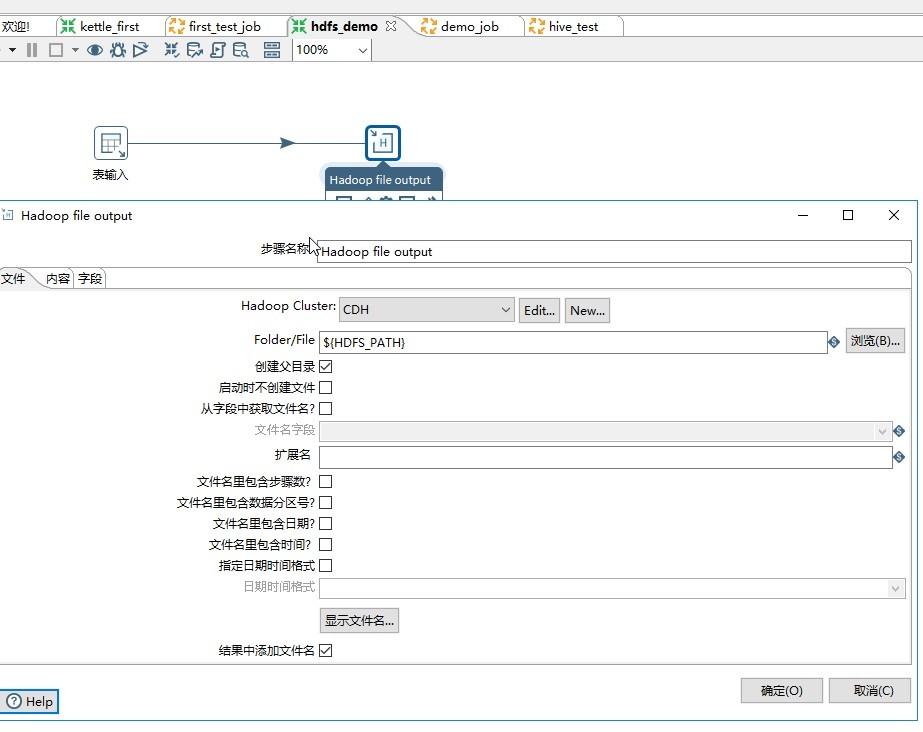 欢迎!
kettle_first
first_test_job
hdfs_demo
demo_job
hive_test
100%
表输入
H
Hadoop file output
Hadoop file output
步骤名称 Hadoop file output
文件 内容 字段
Hadoop Cluster: CDH Edit... New...
Folder/File ${HDFS_PATH} 浏览(B)...
创建父目录
启动时不创建文件
从字段中获取文件名?
文件名字段
扩展名
文件名里包含步骤数?
文件名里包含数据分区号?
文件名里包含日期?
文件名里包含时间?
指定日期时间格式
日期时间格式
显示文件名...
结果中添加文件名
Help 确定(O) 取消(C)